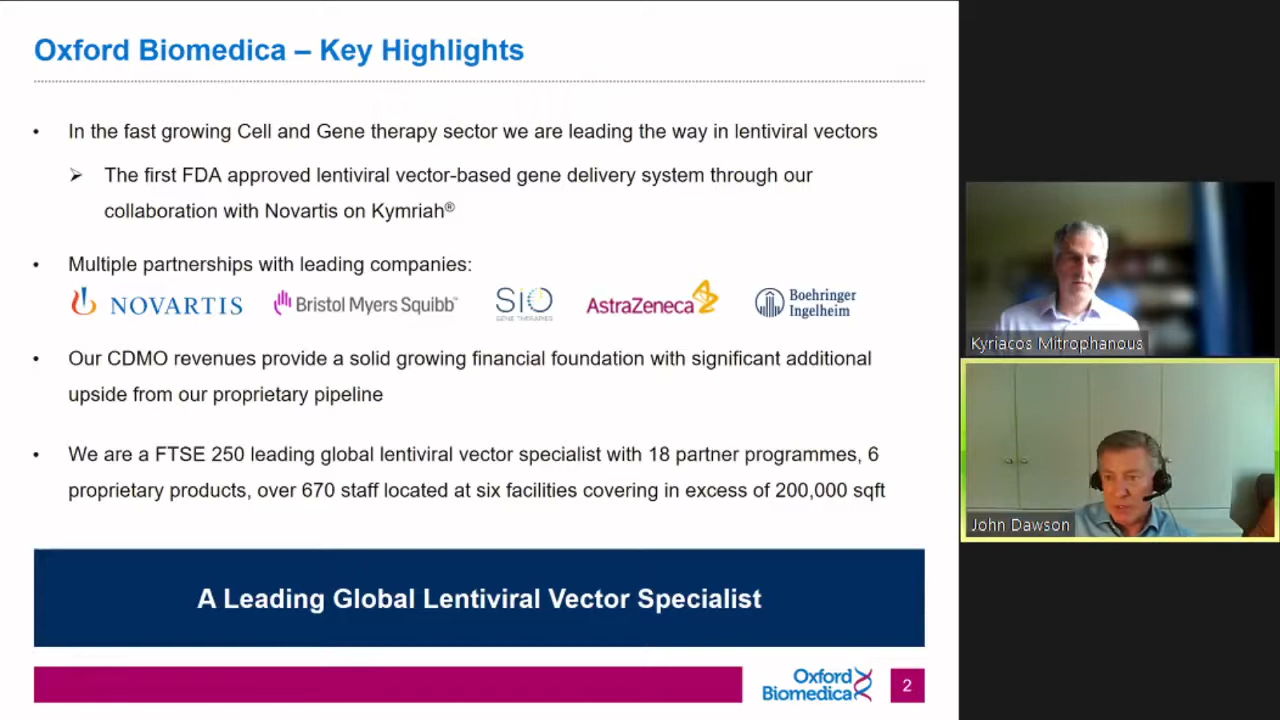 Oxford Biomedica – Key Highlights
• In the fast growing Cell and Gene therapy sector we are leading the way in lentiviral vectors
➢ The first FDA approved lentiviral vector-based gene delivery system through our
collaboration with Novartis on Kymriah®
• Multiple partnerships with leading companies:
NOVARTIS
Bristol Myers Squibb™
SiO
GENE THERAPIES
AstraZeneca
Boehringer
Ingelheim
• Our CDMO revenues provide a solid growing financial foundation with significant additional
upside from our proprietary pipeline
• We are a FTSE 250 leading global lentiviral vector specialist with 18 partner programmes, 6
proprietary products, over 670 staff located at six facilities covering in excess of 200,000 sqft
A Leading Global Lentiviral Vector Specialist
Oxford
Biomedica
2
Kyriacos Mitrophanous
John Dawson